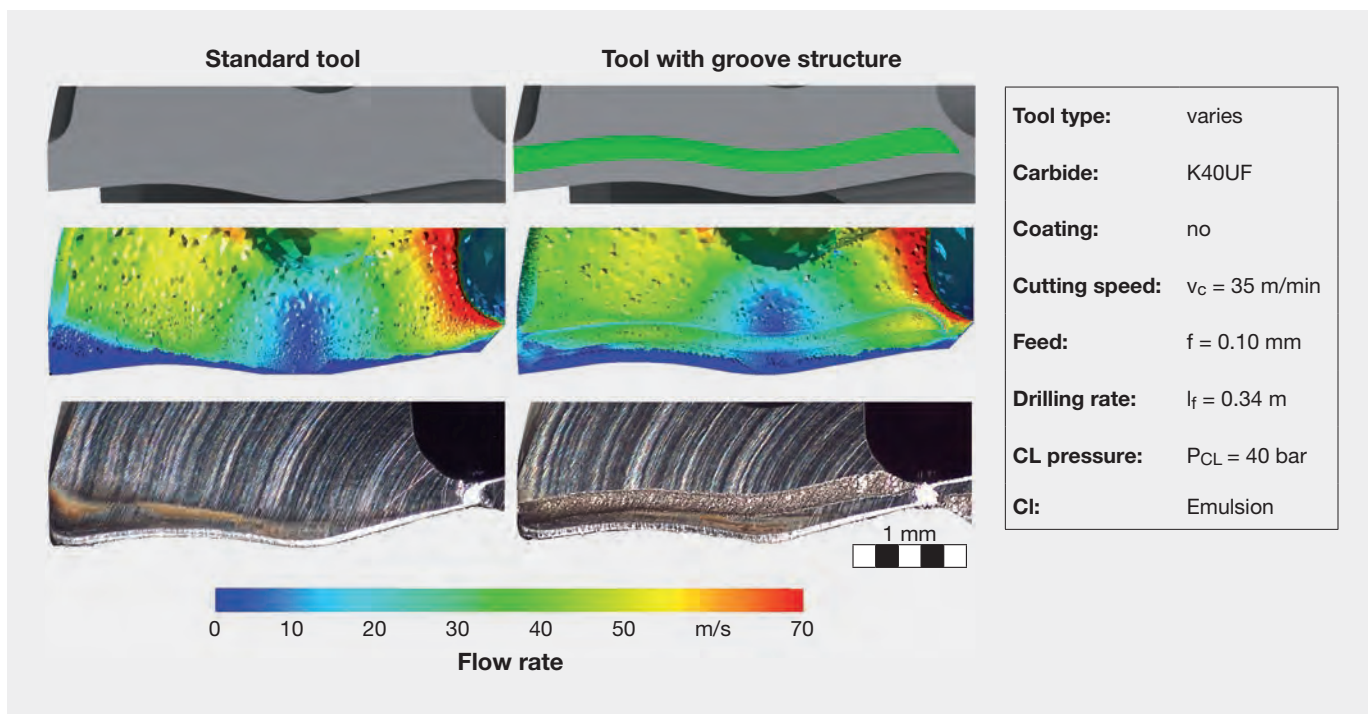 Standard tool
Tool with groove structure
Tool type: varies
Carbide: K40UF
Coating: no
Cutting speed: vc = 35 m/min
Feed: f = 0.10 mm
Drilling rate: lf = 0.34 m
CL pressure: PCL = 40 bar
Cl: Emulsion
1 mm
0 10 20 30 40 50 m/s 70
Flow rate